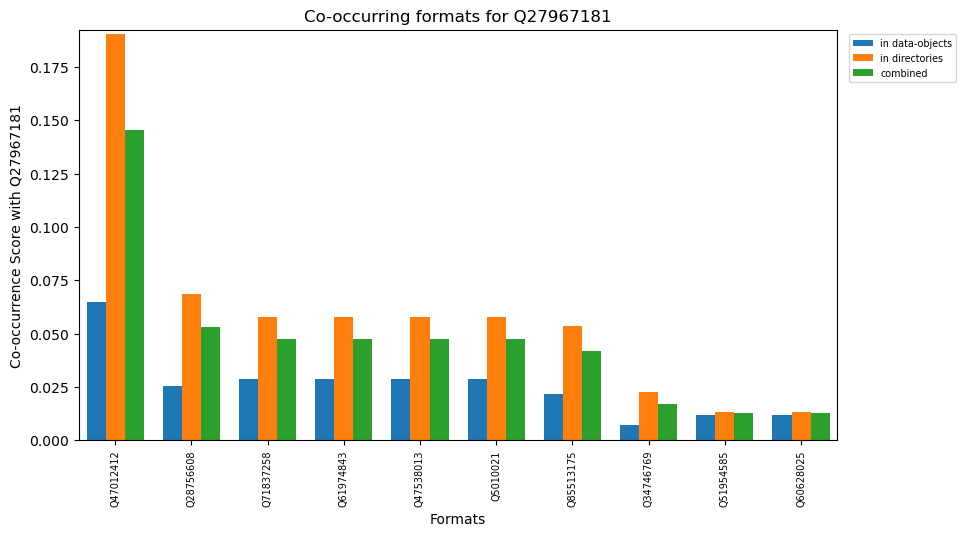 Co-occurring formats for Q27967181
in data-objects
in directories
combined
Co-occurrence Score with Q27967181
0.175
0.150
0.125
0.100
0.075
0.050
0.025
0.000
Q47012412
Q28756608
Q71837258
Q61974843
Q47538013
Q5010021
Q85513175
Q34746769
Q51954585
Q60628025
Formats